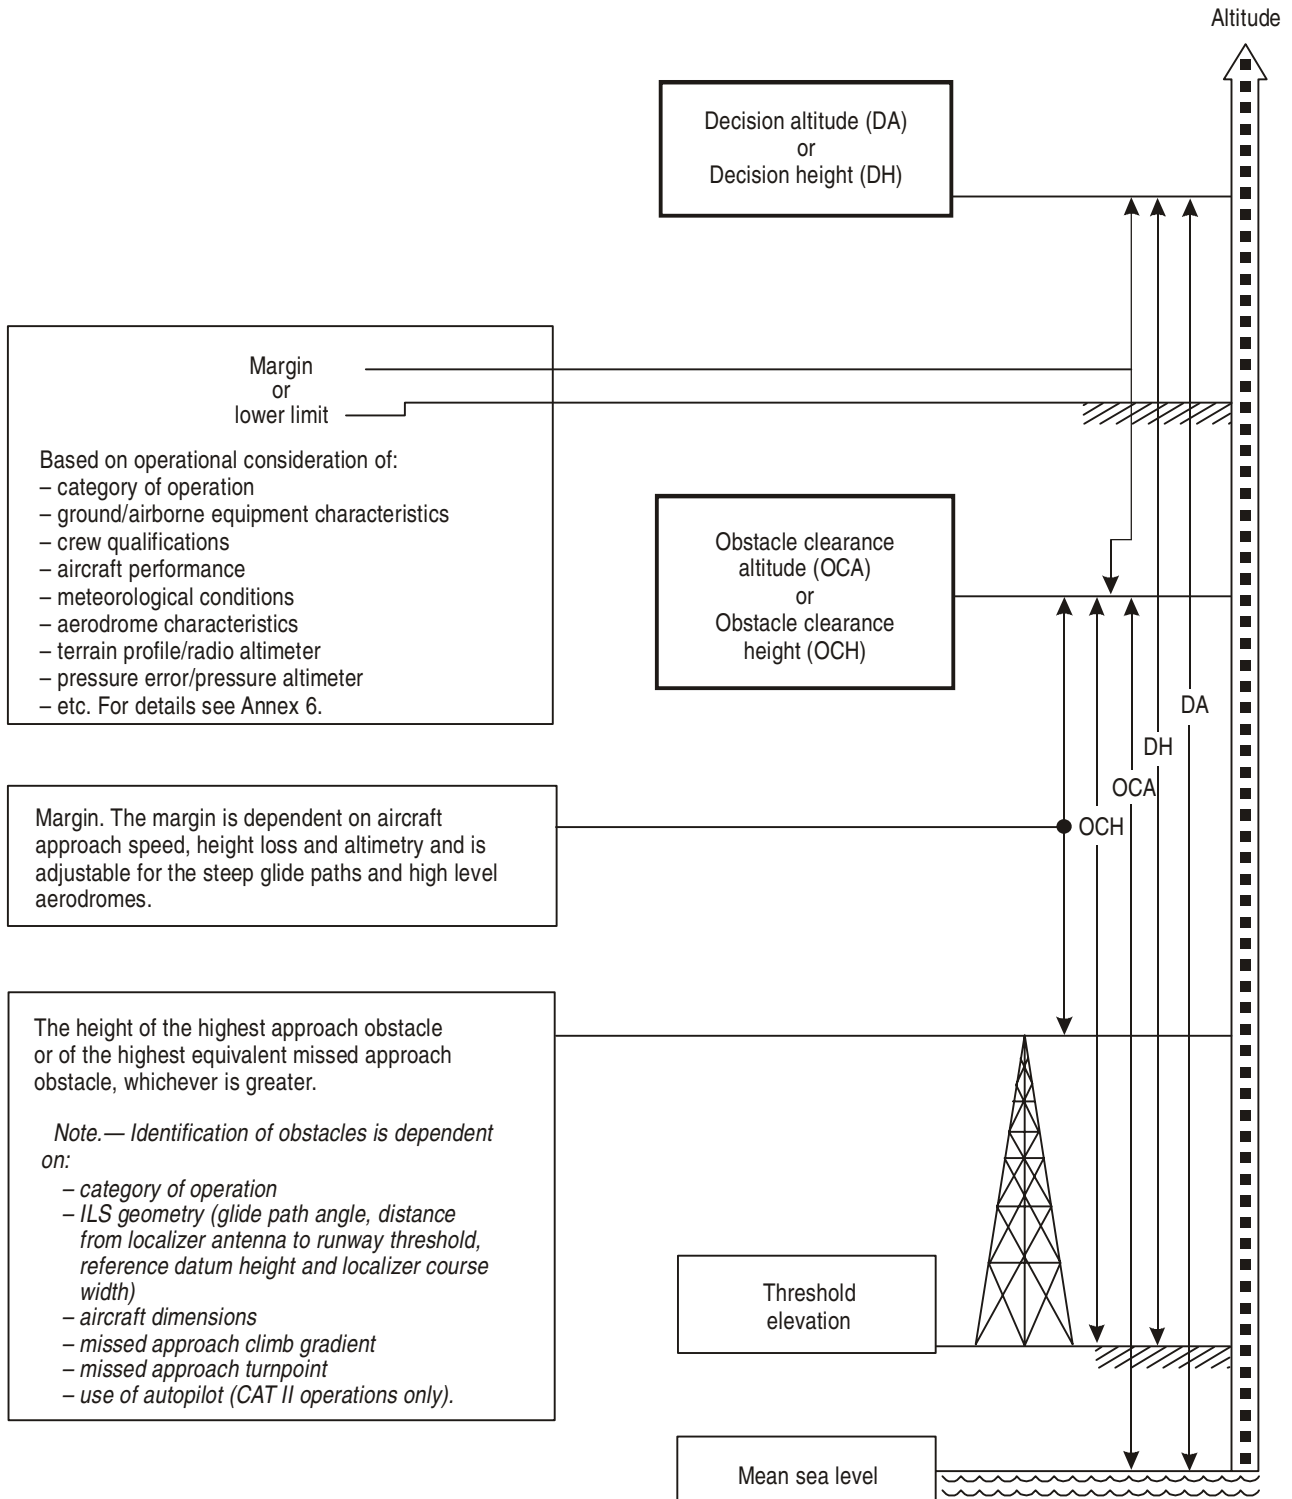 Altitude
Decision altitude (DA)
or
Decision height (DH)
Margin
or
lower limit
Based on operational consideration of:
– category of operation
– ground/airborne equipment characteristics
– crew qualifications
– aircraft performance
– meteorological conditions
– aerodrome characteristics
– terrain profile/radio altimeter
– pressure error/pressure altimeter
– etc. For details see Annex 6.
Obstacle clearance
altitude (OCA)
or
Obstacle clearance
height (OCH)
DA
DH
OCA
OCH
Margin. The margin is dependent on aircraft
approach speed, height loss and altimetry and is
adjustable for the steep glide paths and high level
aerodromes.
The height of the highest approach obstacle
or of the highest equivalent missed approach
obstacle, whichever is greater.
Note.— Identification of obstacles is dependent
on:
– category of operation
– ILS geometry (glide path angle, distance
from localizer antenna to runway threshold,
reference datum height and localizer course
width)
– aircraft dimensions
– missed approach climb gradient
– missed approach turnpoint
– use of autopilot (CAT II operations only).
Threshold
elevation
Mean sea level